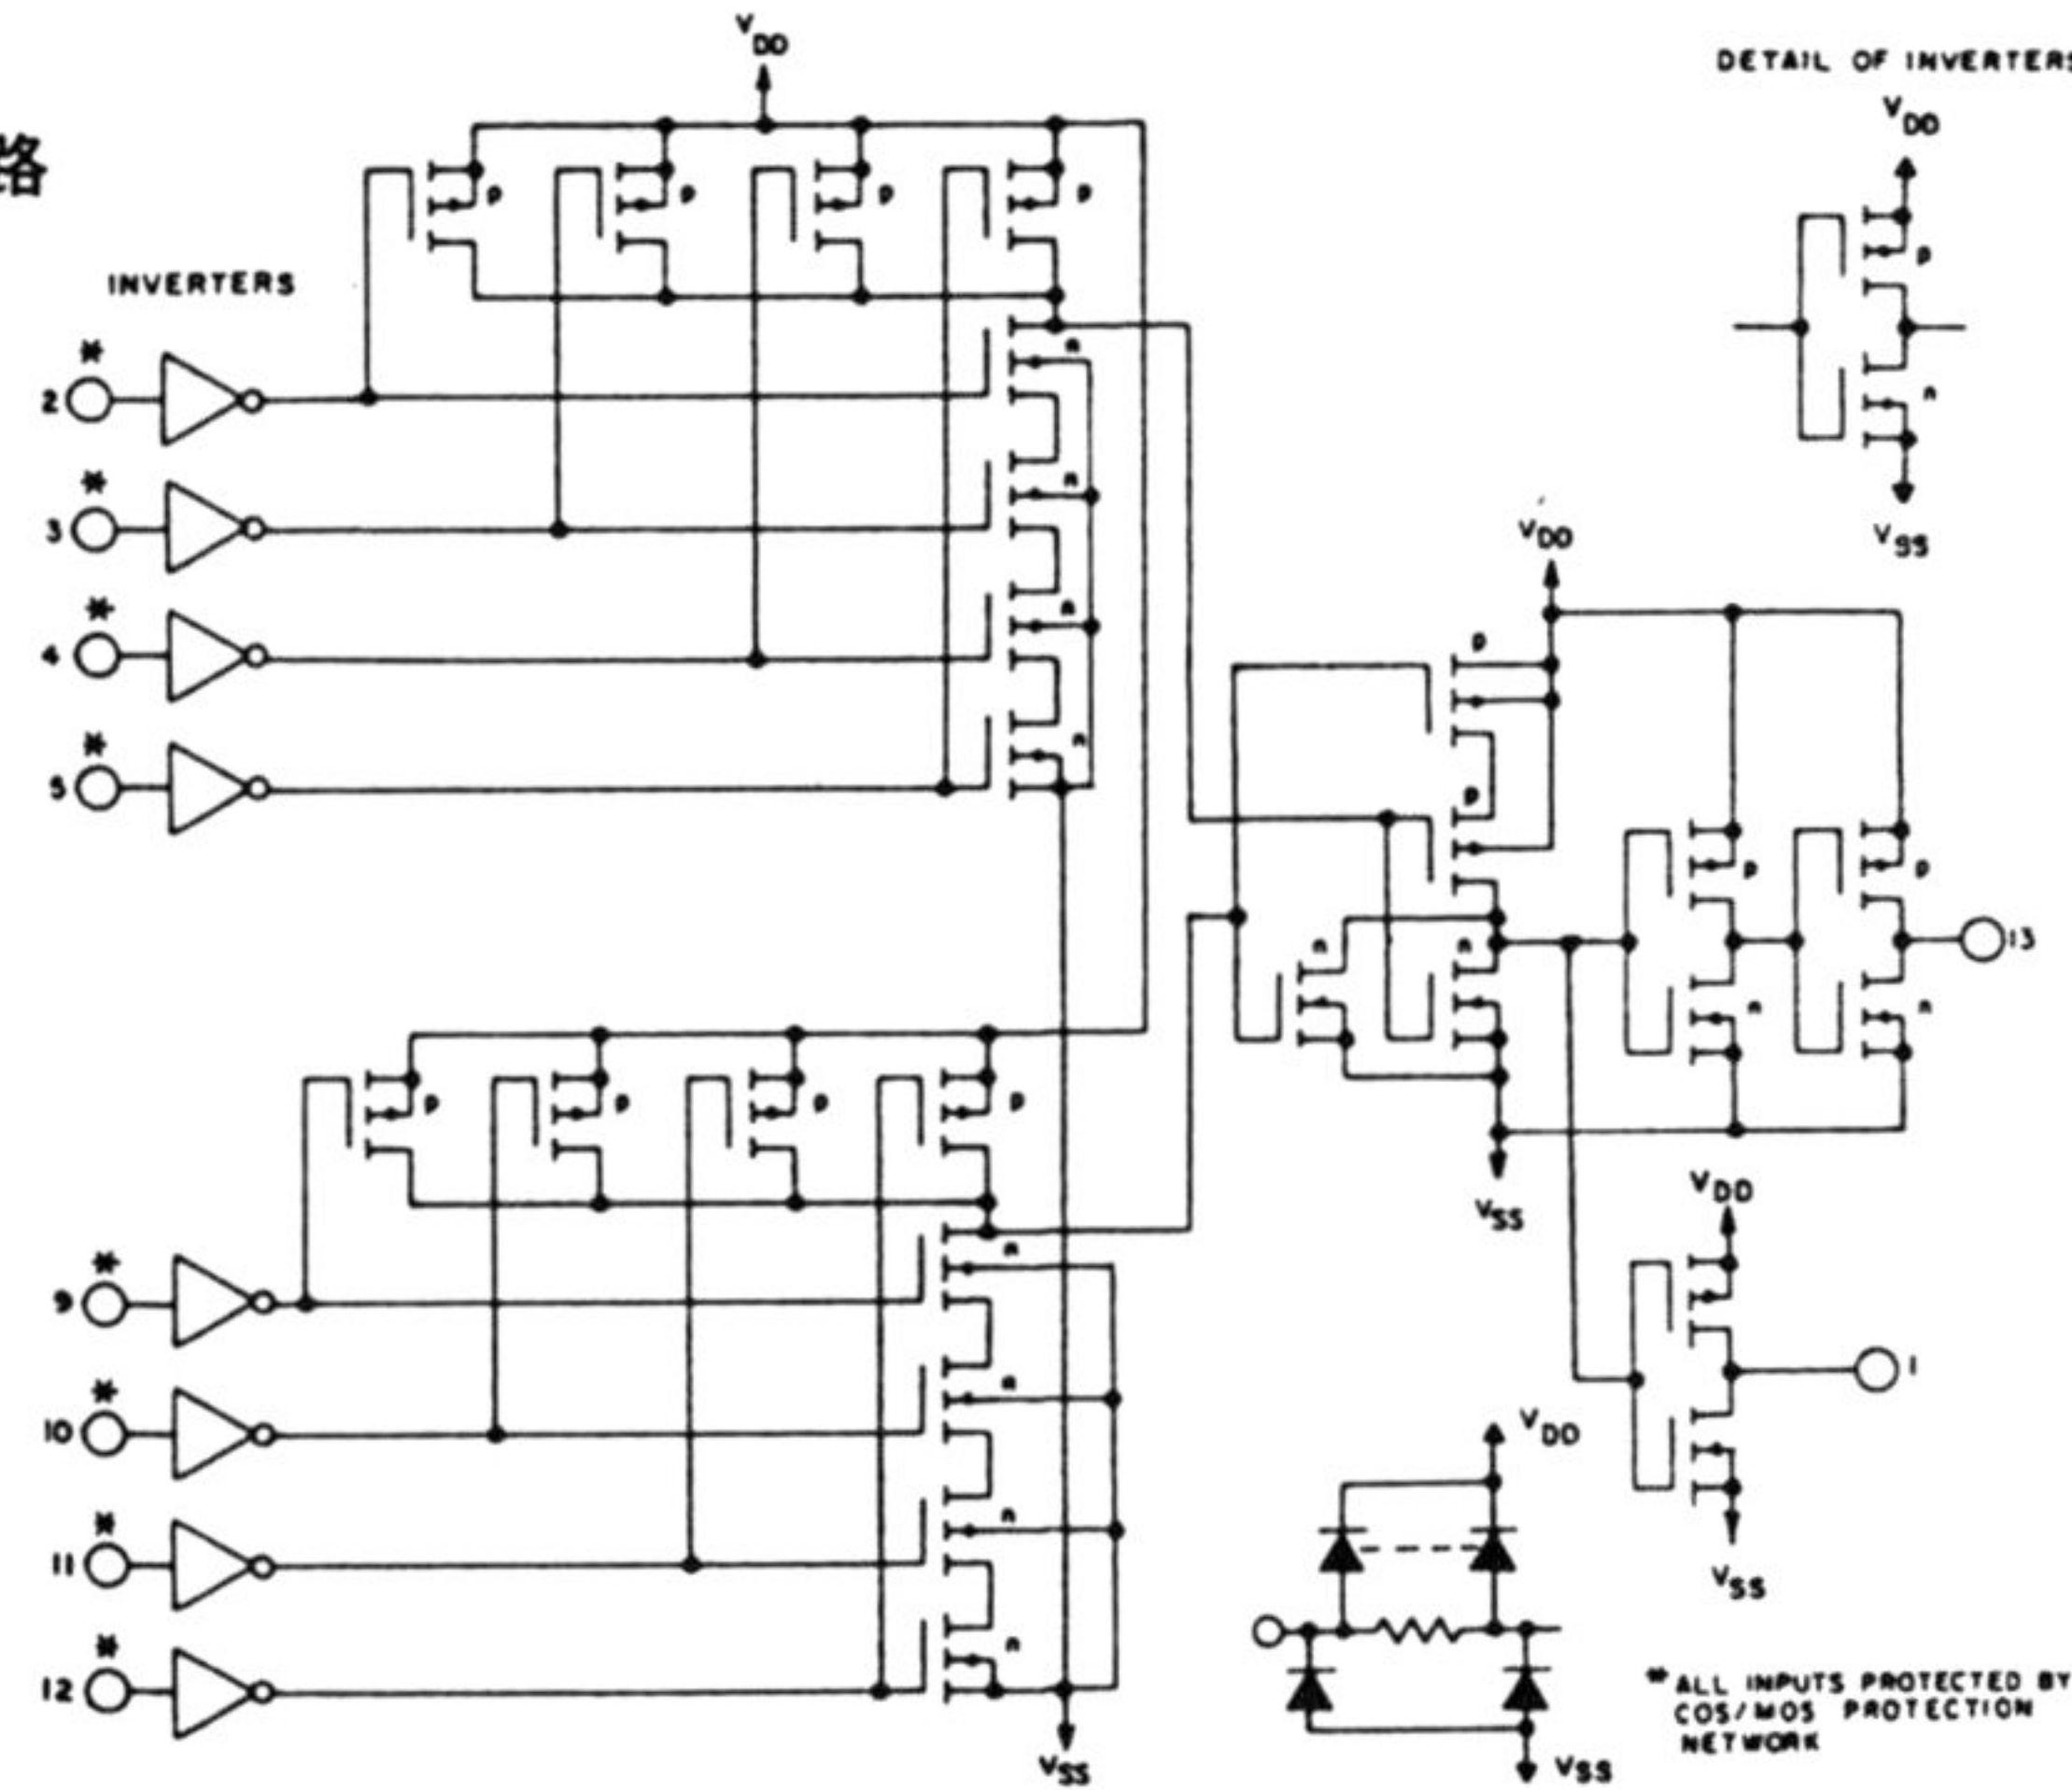 VDD
DETAIL OF INVERTERS
VDD
路
p
p
p
p
p
INVERTERS
*
2
n
n
*
3
n
VSS
VDD
*
4
n
p
*
5
n
p
n
n
p
p
13
n
n
p
p
p
p
VSS
VDD
*
9
n
*
10
n
1
VDD
*
11
n
VSS
*
12
n
* ALL INPUTS PROTECTED BY
COS/MOS PROTECTION
NETWORK
VSS
VSS